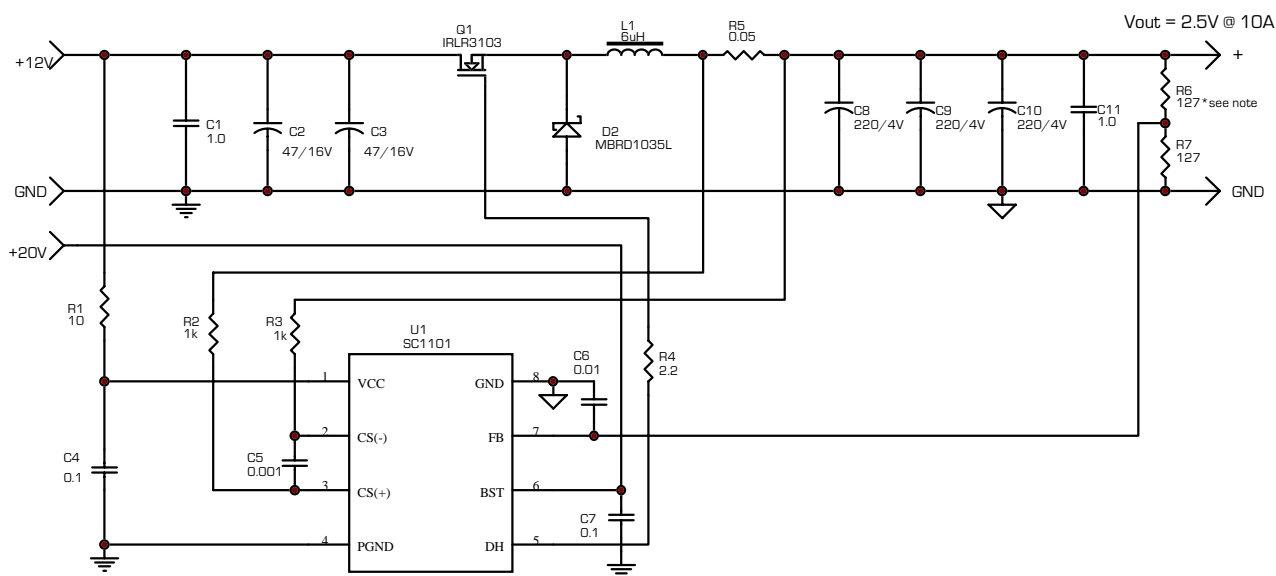 Vout = 2.5V @ 10A
Q1
IRLR3103
L1
6uH
R5
0.05
+12V
+
C1
1.0
C2
47/16V
C3
47/16V
D2
MBRD1035L
C8
220/4V
C9
220/4V
C10
220/4V
C11
1.0
R6
127*see note
R7
127
GND
GND
+20V
R1
10
R2
1k
R3
1k
U1
SC1101
C6
0.01
R4
2.2
1
VCC
GND
8
2
CS(-)
FB
7
C4
0.1
C5
0.001
3
CS(+)
BST
6
C7
0.1
4
PGND
DH
5